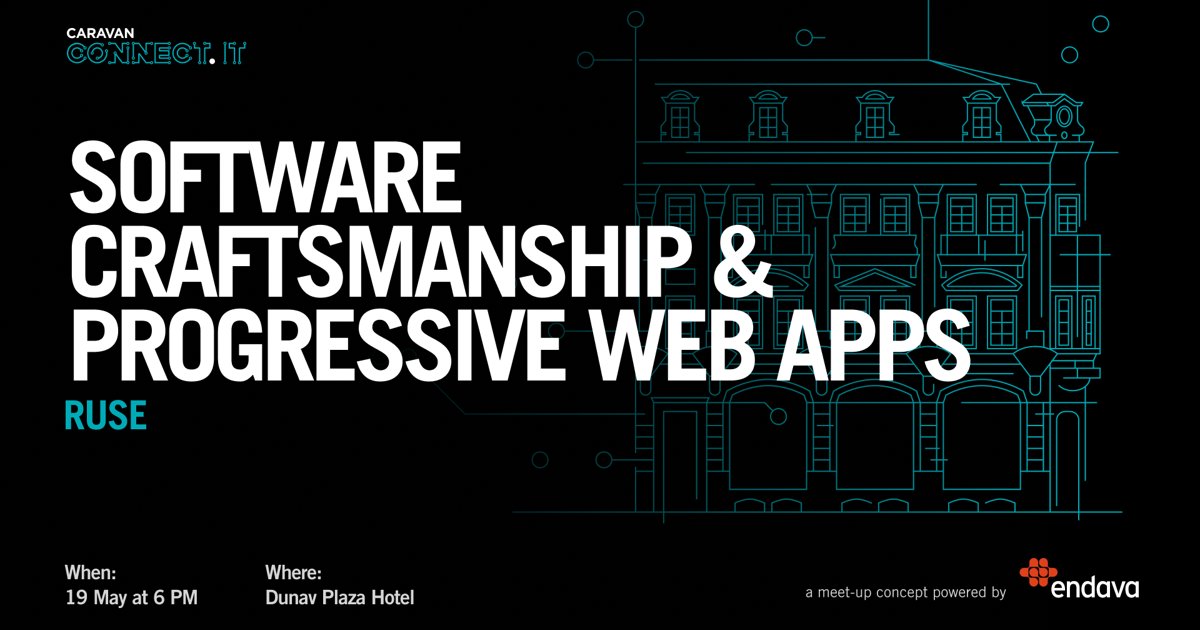 CARAVAN
CONNECT.IT
SOFTWARE
CRAFTSMANSHIP &
PROGRESSIVE WEB APPS
RUSE
When:
19 May at 6 PM
Where:
Dunav Plaza Hotel
a meet-up concept powered by
endava